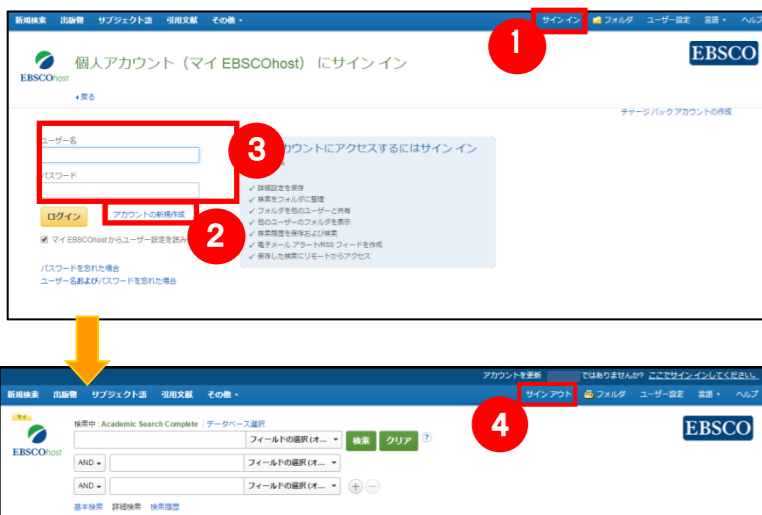 新規検索 出版物 サブジェクト語 引用文献 その他
サイン イン フォルダ ユーザー設定 言語 ヘルプ
1
EBSCOhost
個人アカウント（マイ EBSCOhost）にサイン イン
EBSCO
戻る
チャージ バック アカウントの作成
ユーザー名
3
カウントにアクセスするにはサイン イン
パスワード
✓ 詳細設定を保存
✓ 検索をフォルダに整理
✓ フォルダを他のユーザーと共有
ログイン アカウントの新規作成
✓ 他のユーザーのフォルダを表示
2
✓ 検索履歴を保存および検索
マイ EBSCOhostからユーザー設定を読み
✓ 電子メール アラート/RSS フィードを作成
✓ 保存した検索にリモートからアクセス
パスワードを忘れた場合
ユーザー名およびパスワードを忘れた場合
アカウントを更新 ではありませんか? ここでサイン インしてください。
新規検索 出版物 サブジェクト語 引用文献 その他
サイン アウト フォルダ ユーザー設定 言語 ヘルプ
4
マイ
EBSCOhost
検索中: Academic Search Complete データベース選択
EBSCO
フィールドの選択 (オ... 検索 クリア ?
AND フィールドの選択 (オ...
AND フィールドの選択 (オ... + −
基本検索 詳細検索 検索履歴